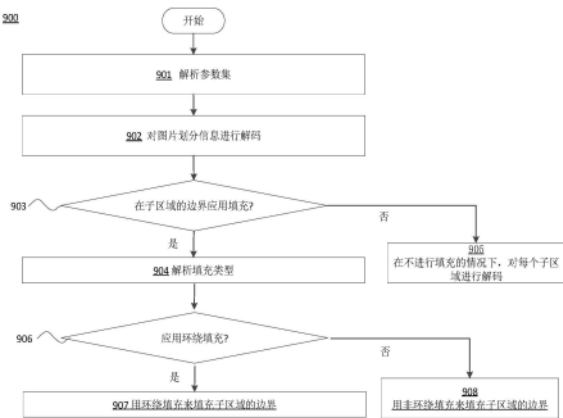 900
开始
901 解析参数集
902 对图片划分信息进行解码
903
在子区域的边界应用填充?
否
是
905
在不进行填充的情况下，对每个子区
域进行解码
904 解析填充类型
906
应用环绕填充?
否
是
908
用非环绕填充来填充子区域的边界
907 用环绕填充来填充子区域的边界